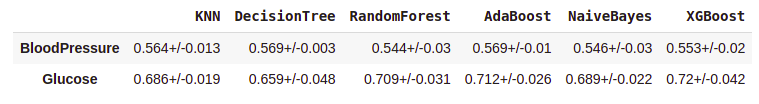 KNN DecisionTree RandomForest AdaBoost NaiveBayes XGBoost
BloodPressure 0.564+/-0.013 0.569+/-0.003 0.544+/-0.03 0.569+/-0.01 0.546+/-0.03 0.553+/-0.02
Glucose 0.686+/-0.019 0.659+/-0.048 0.709+/-0.031 0.712+/-0.026 0.689+/-0.022 0.72+/-0.042